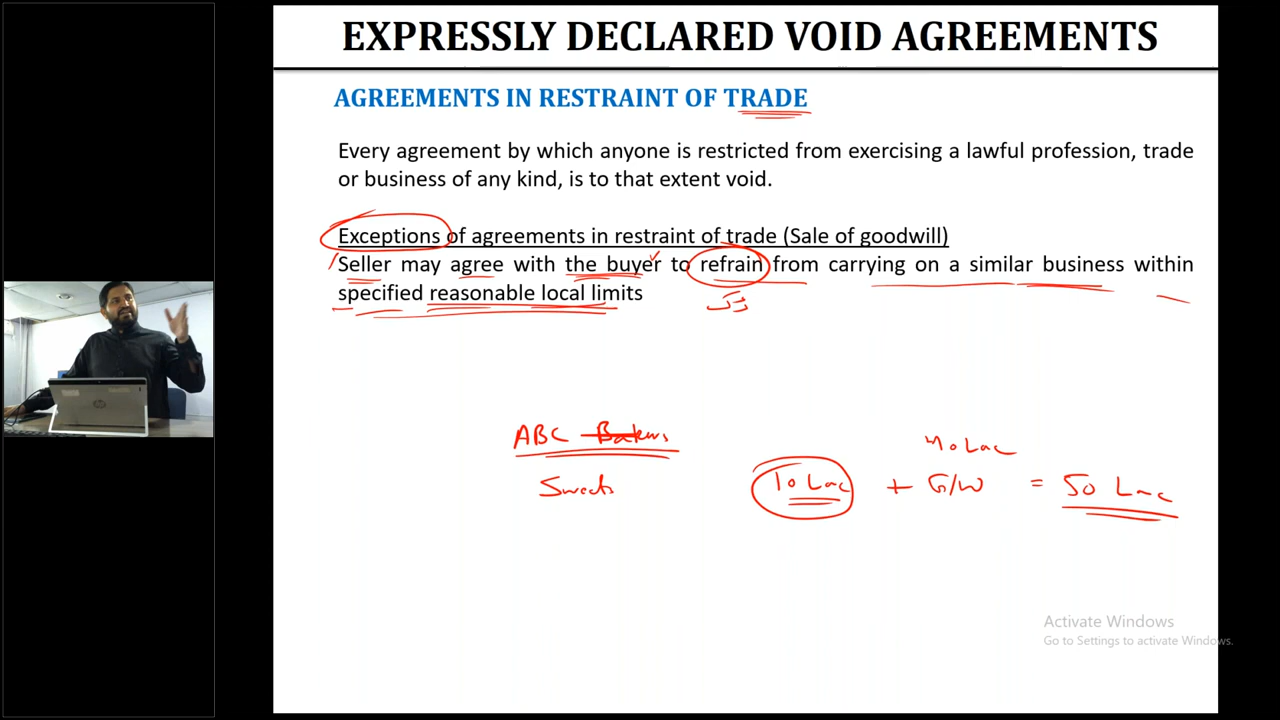 EXPRESSLY DECLARED VOID AGREEMENTS
AGREEMENTS IN RESTRAINT OF TRADE
Every agreement by which anyone is restricted from exercising a lawful profession, trade
or business of any kind, is to that extent void.
Exceptions of agreements in restraint of trade (Sale of goodwill)
Seller may agree with the buyer to refrain from carrying on a similar business within
specified reasonable local limits
ABC Bakers
Sweets
40 Lac
10 Lac + G/W = 50 Lac
Activate Windows
Go to Settings to activate Windows.